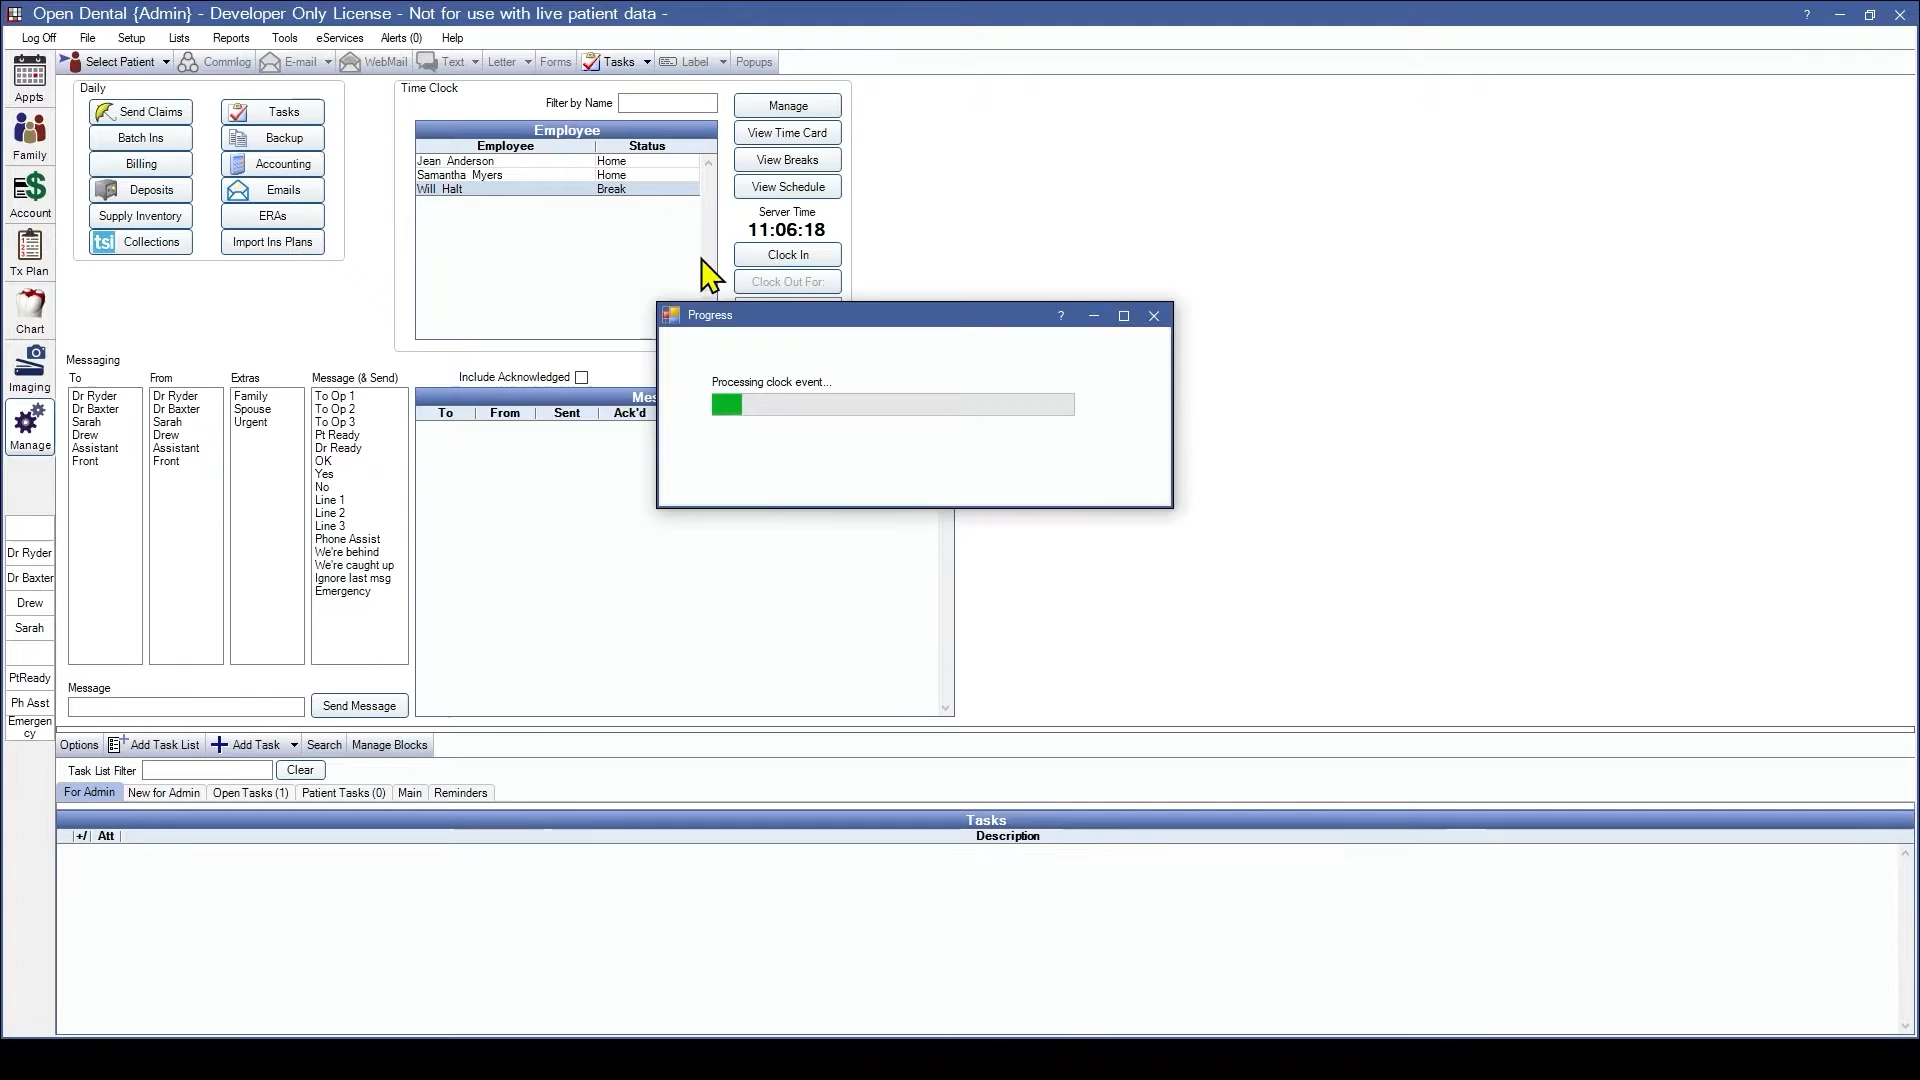 Open Dental {Admin} - Developer Only License - Not for use with live patient data -
?
Log Off File Setup Lists Reports Tools eServices Alerts (0) Help
Select Patient Commlog E-mail WebMail Text Letter Forms Tasks Label Popups
Appts
Family
Account
Tx Plan
Chart
Imaging
Manage
Dr Ryder
Dr Baxter
Drew
Sarah
PtReady
Ph Asst
Emergen
cy
Daily
Send Claims
Batch Ins
Billing
Deposits
Supply Inventory
tsi Collections
Tasks
Backup
Accounting
Emails
ERAs
Import Ins Plans
Time Clock
Filter by Name
Employee
Employee Status
Jean Anderson Home
Samantha Myers Home
Will Halt Break
Manage
View Time Card
View Breaks
View Schedule
Server Time
11:06:18
Clock In
Clock Out For:
Progress
?
Processing clock event...
Messaging
To
Dr Ryder
Dr Baxter
Sarah
Drew
Assistant
Front
From
Dr Ryder
Dr Baxter
Sarah
Drew
Assistant
Front
Extras
Family
Spouse
Urgent
Message (& Send)
To Op 1
To Op 2
To Op 3
Pt Ready
Dr Ready
OK
Yes
No
Line 1
Line 2
Line 3
Phone Assist
We're behind
We're caught up
Ignore last msg
Emergency
Include Acknowledged
Mes
To From Sent Ack'd
Message
Send Message
Options Add Task List Add Task Search Manage Blocks
Task List Filter Clear
For Admin New for Admin Open Tasks (1) Patient Tasks (0) Main Reminders
Tasks
+/ Att Description